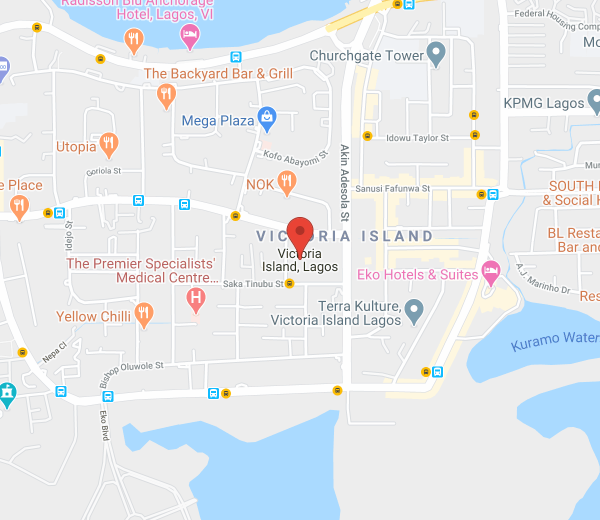 Radisson Blu Anchorage
Hotel, Lagos, VI
Federal Housing Comp
Churchgate Tower
Mo
The Backyard Bar & Grill
KPMG Lagos
Mega Plaza
Idowu Taylor St
Utopia
Kofo Abayomi St
Akin Adesola St
Goriola St
Mur
e Place
NOK
Sanusi Fafunwa St
SOUTH
& Social H
Idejo St
VICTORIA ISLAND
BL Resta
Bar and
Victoria
Island, Lagos
The Premier Specialists'
Medical Centre...
Eko Hotels & Suites
A.J. Marinho Dr
Saka Tinubu St
Res
Terra Kulture,
Victoria Island Lagos
Yellow Chilli
Kuramo Water
Nepa Cl
Bishop Oluwole St
Eko Blvd